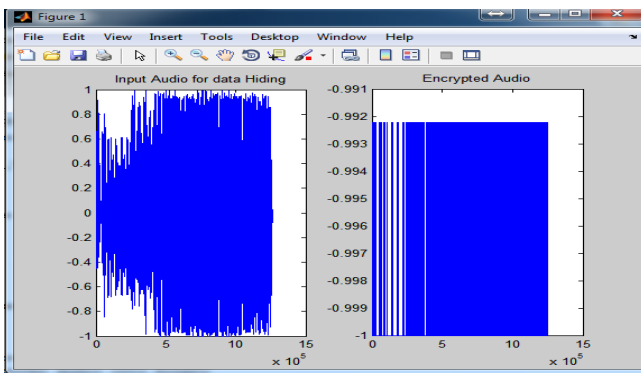 Figure 1
File Edit View Insert Tools Desktop Window Help
Input Audio for data Hiding
1
0.8
0.6
0.4
0.2
0
-0.2
-0.4
-0.6
-0.8
-1
0 5 10 15
x 10^5
Encrypted Audio
-0.991
-0.992
-0.993
-0.994
-0.995
-0.996
-0.997
-0.998
-0.999
-1
0 5 10 15
x 10^5